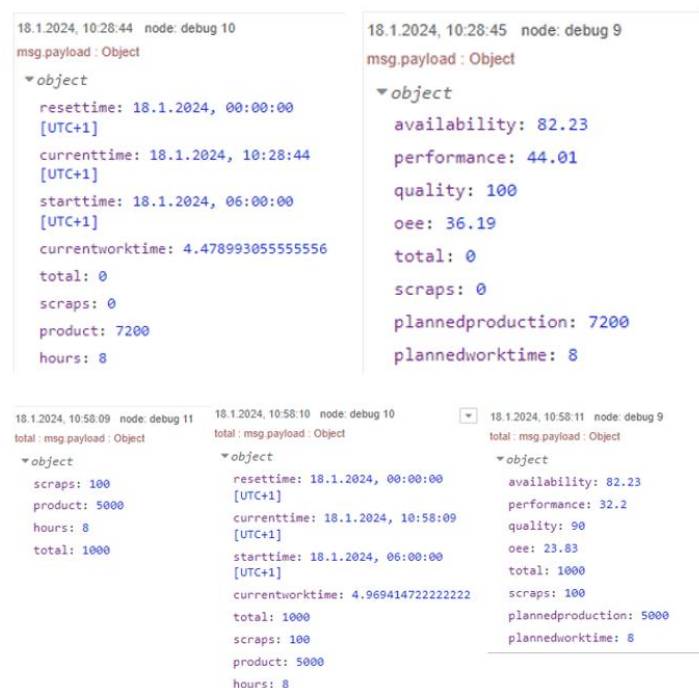 18.1.2024, 10:28:44 node: debug 10
msg.payload : Object
object
resettime: 18.1.2024, 00:00:00
[UTC+1]
currenttime: 18.1.2024, 10:28:44
[UTC+1]
starttime: 18.1.2024, 06:00:00
[UTC+1]
currentworktime: 4.478993055555556
total: 0
scraps: 0
product: 7200
hours: 8
18.1.2024, 10:28:45 node: debug 9
msg.payload : Object
object
availability: 82.23
performance: 44.01
quality: 100
oee: 36.19
total: 0
scraps: 0
plannedproduction: 7200
plannedworktime: 8
18.1.2024, 10:58:09 node: debug 11
total : msg.payload : Object
object
scraps: 100
product: 5000
hours: 8
total: 1000
18.1.2024, 10:58:10 node: debug 10
total : msg.payload : Object
object
resettime: 18.1.2024, 00:00:00
[UTC+1]
currenttime: 18.1.2024, 10:58:09
[UTC+1]
starttime: 18.1.2024, 06:00:00
[UTC+1]
currentworktime: 4.969414722222222
total: 1000
scraps: 100
product: 5000
hours: 8
18.1.2024, 10:58:11 node: debug 9
total : msg.payload : Object
object
availability: 82.23
performance: 32.2
quality: 90
oee: 23.83
total: 1000
scraps: 100
plannedproduction: 5000
plannedworktime: 8